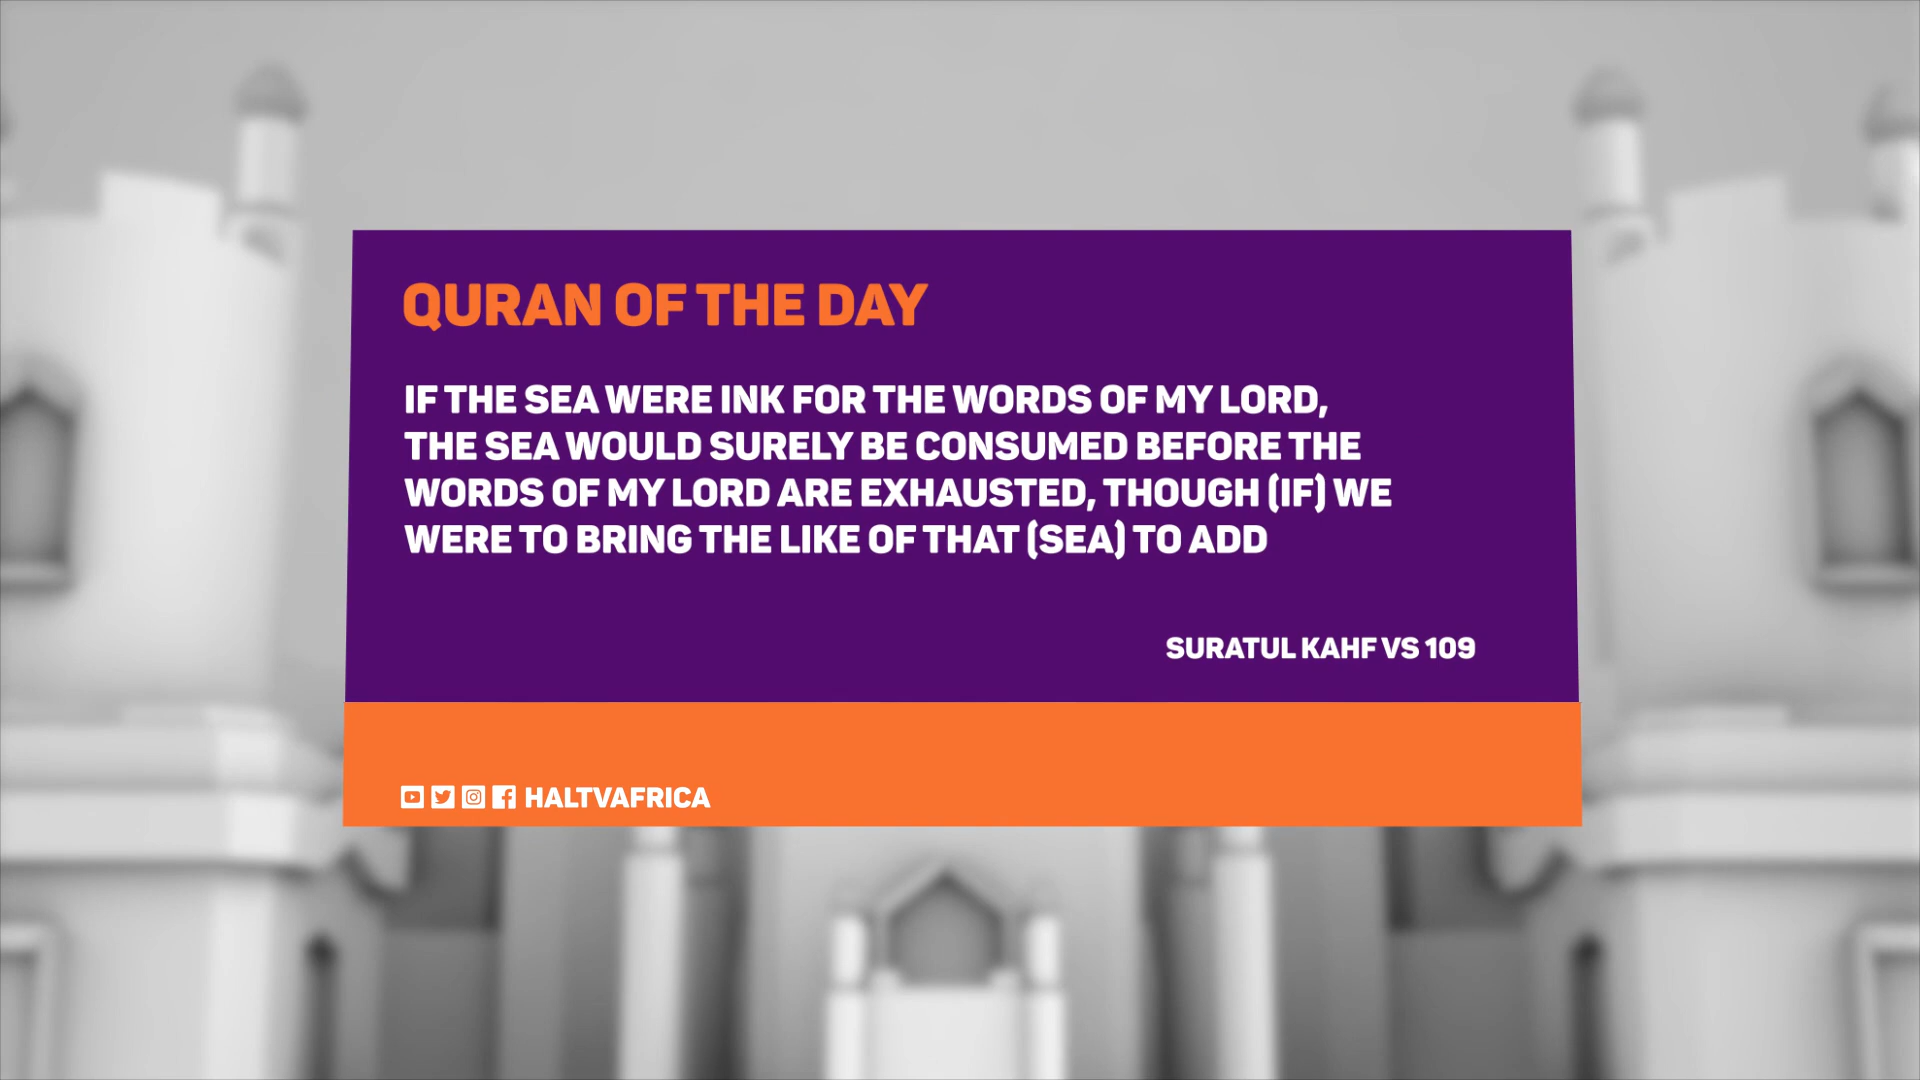 QURAN OF THE DAY
IF THE SEA WERE INK FOR THE WORDS OF MY LORD,
THE SEA WOULD SURELY BE CONSUMED BEFORE THE
WORDS OF MY LORD ARE EXHAUSTED, THOUGH (IF) WE
WERE TO BRING THE LIKE OF THAT (SEA) TO ADD
SURATUL KAHF VS 109
HALTVAFRICA